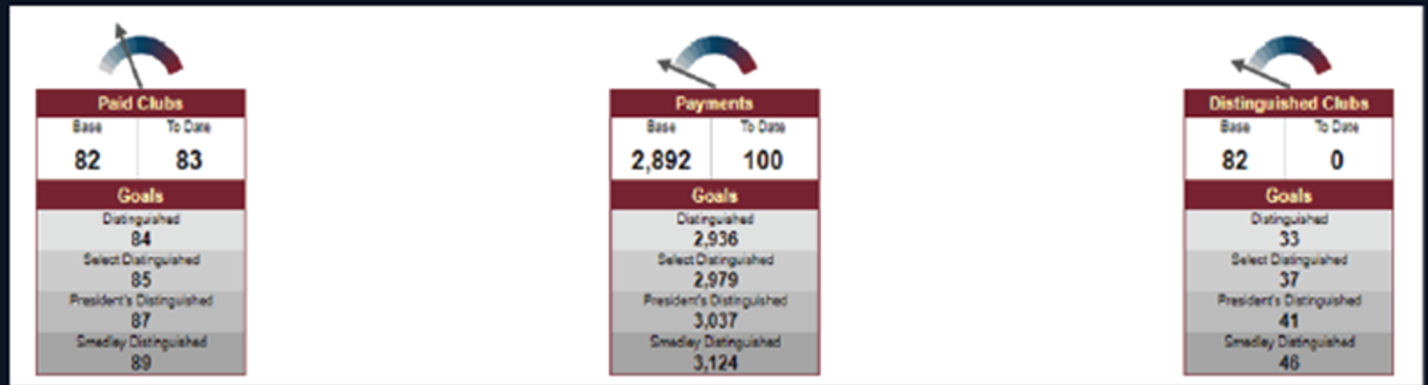 Paid Clubs
Base To Date
82 83
Goals
Distinguished
84
Select Distinguished
85
President's Distinguished
87
Smedley Distinguished
89
Payments
Base To Date
2,892 100
Goals
Distinguished
2,936
Select Distinguished
2,979
President's Distinguished
3,037
Smedley Distinguished
3,124
Distinguished Clubs
Base To Date
82 0
Goals
Distinguished
33
Select Distinguished
37
President's Distinguished
41
Smedley Distinguished
46